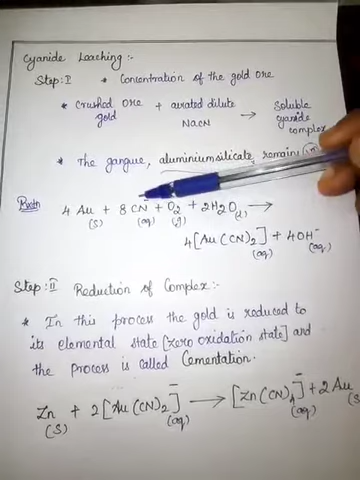 Cyanide Leaching :-
Step: I * Concentration of the gold ore
* Crushed ore + aerated dilute → Soluble
gold NaCN cyanide
complex
* The gangue, aluminium silicate, remain
Rxtn 4 Au + 8 CN⁻ + O₂ + 2H₂O(l) →
(s) (aq) (g)
4[Au(CN)₂]⁻ + 4OH⁻
(aq) (aq)
Step: II Reduction of Complex :-
* In this process the gold is reduced to
its elemental state [zero oxidation state] and
the process is called Cementation.
Zn + 2[Au(CN)₂]⁻ → [Zn(CN)₄]⁻ + 2Au
(s) (aq) (aq) (s)